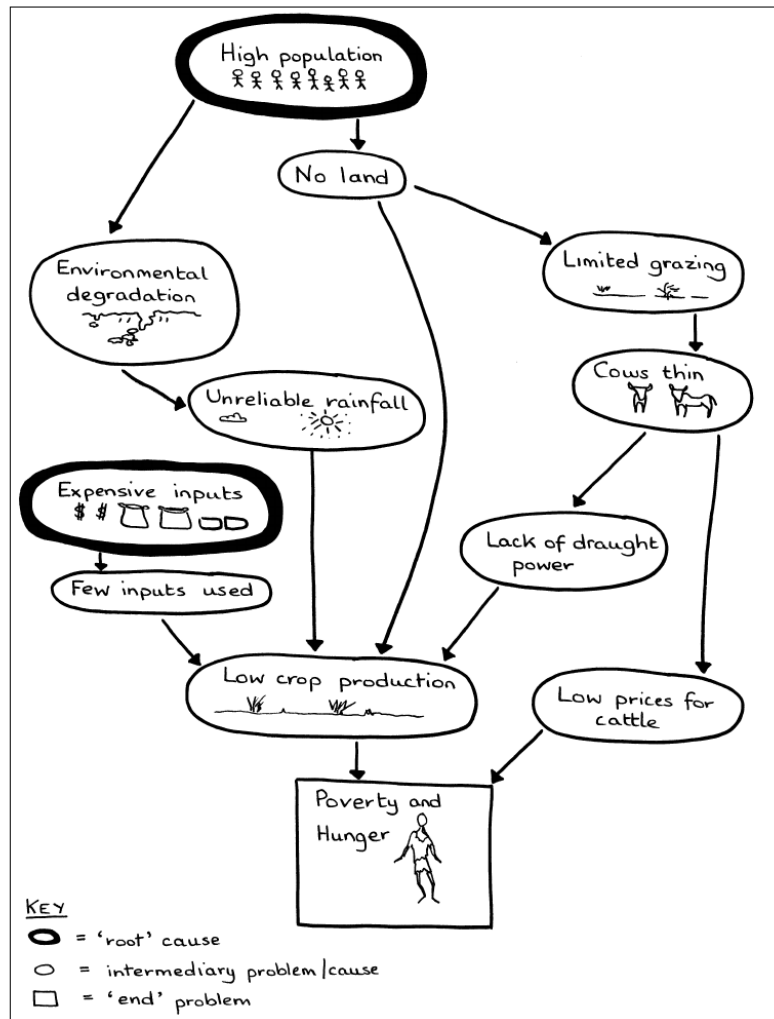 High population
No land
Environmental
degradation
Limited grazing
Unreliable rainfall
Cows thin
Expensive inputs
$ $
Lack of draught
power
Few inputs used
Low crop production
Low prices for
cattle
Poverty and
Hunger
KEY
= 'root' cause
= intermediary problem/cause
= 'end' problem